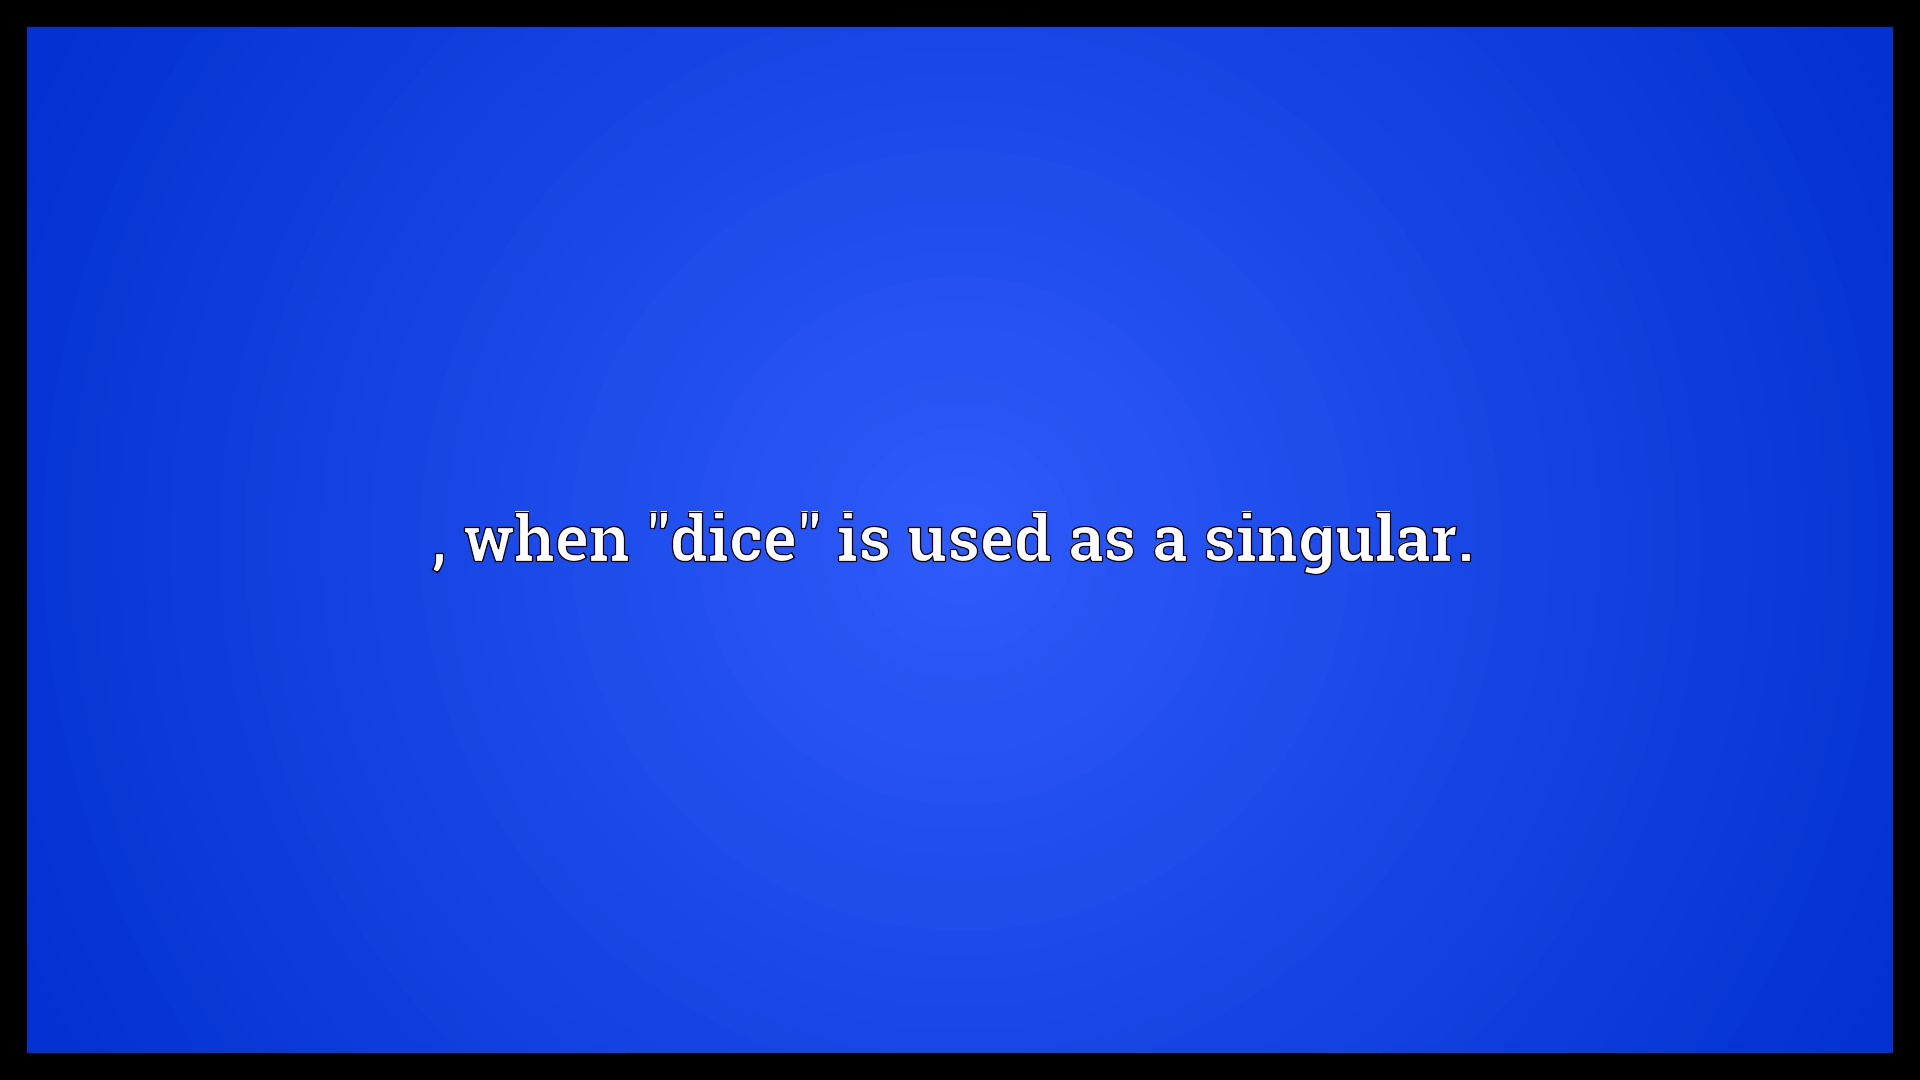 , when "dice" is used as a singular.